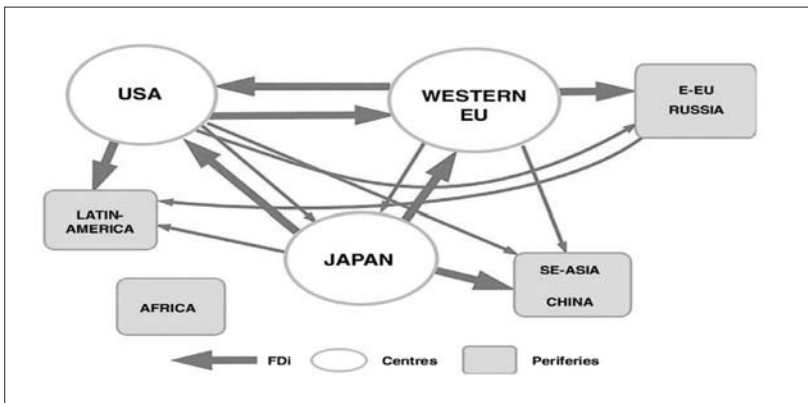 USA
WESTERN
EU
E-EU
RUSSIA
LATIN-
AMERICA
JAPAN
SE-ASIA
CHINA
AFRICA
FDi
Centres
Periferies